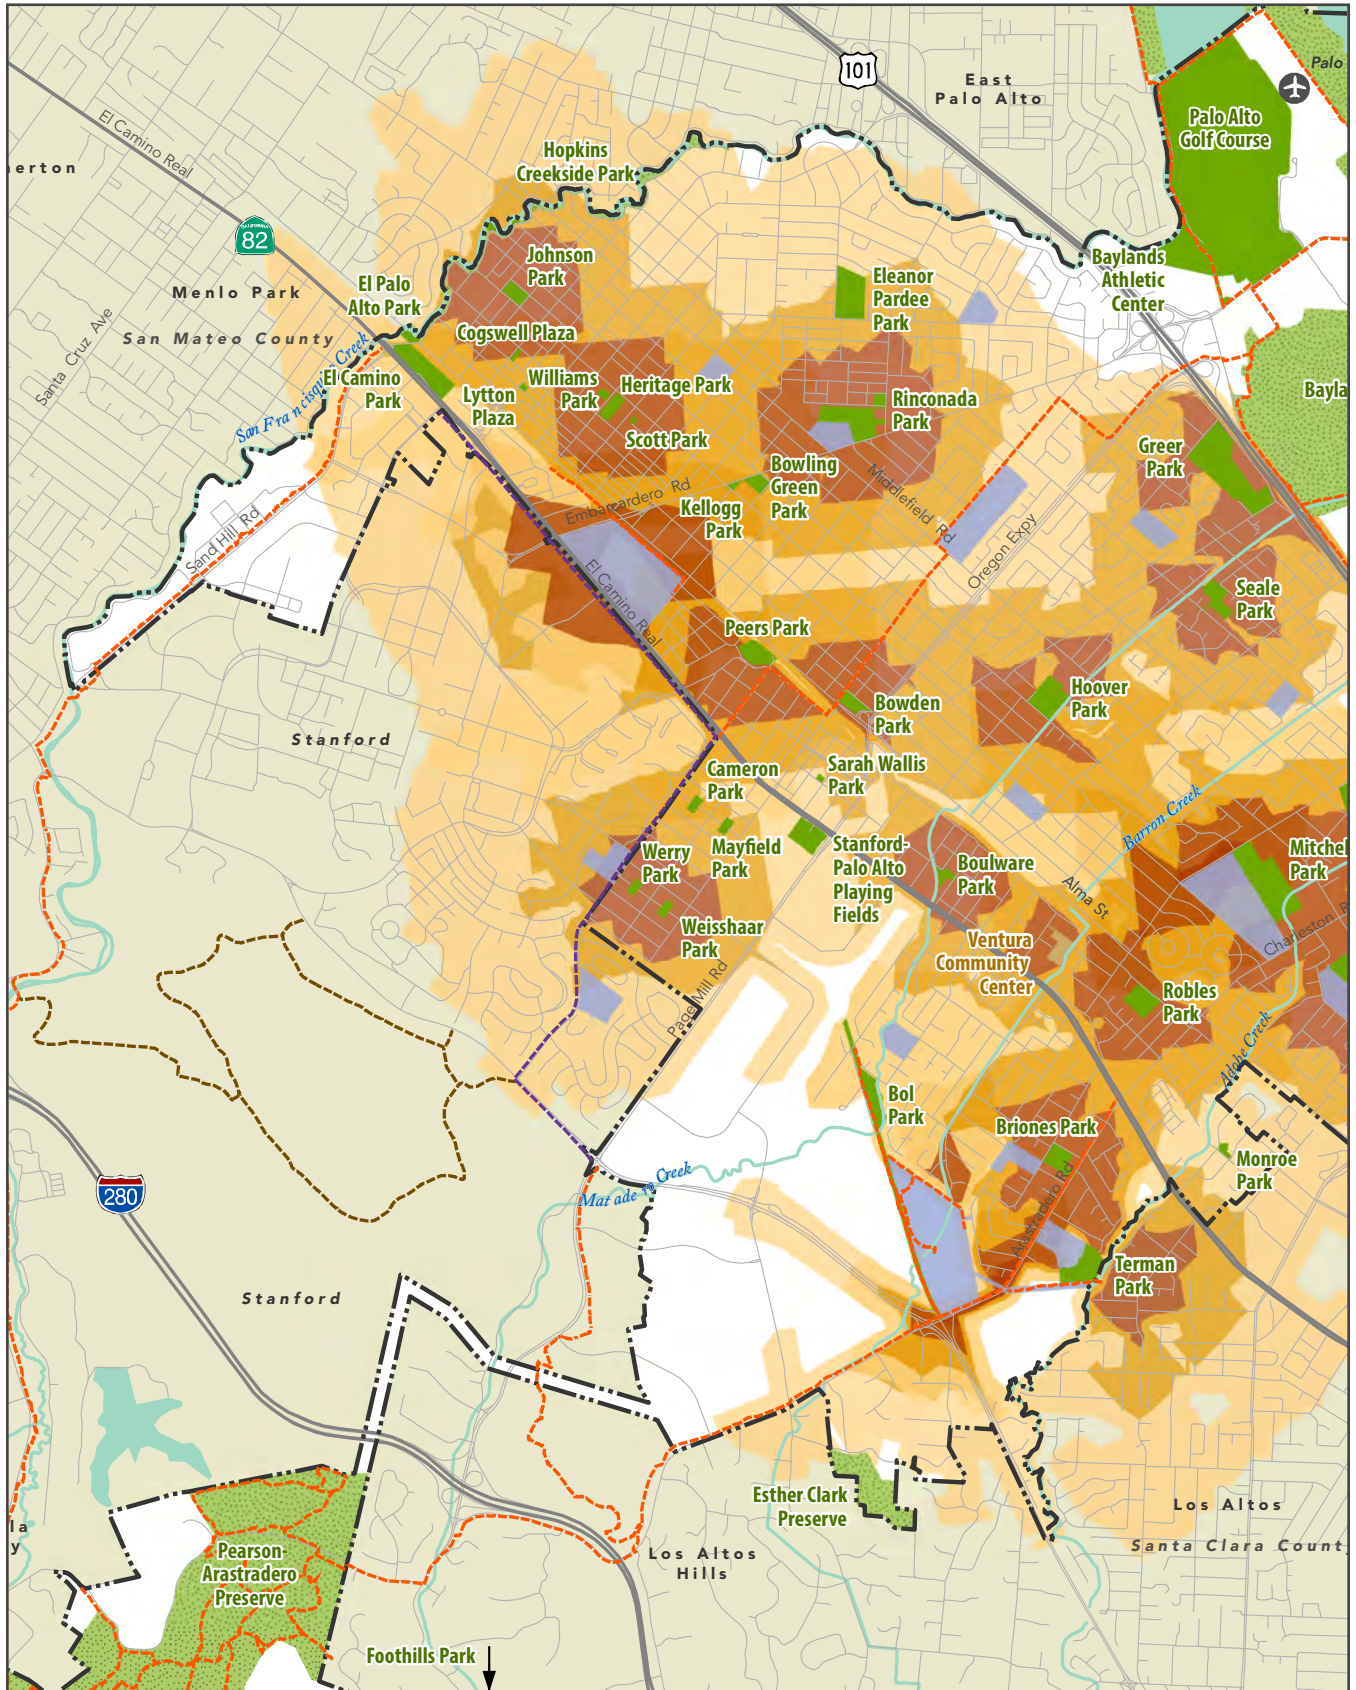 101
East
Palo Alto
Palo
Palo Alto
Golf Course
El Camino Real
erton
Hopkins
Creekside Park
CALIFORNIA
82
Johnson
Park
El Palo
Alto Park
Menlo Park
San Mateo County
Santa Cruz Ave
San Francisquito Creek
Cogswell Plaza
Eleanor
Pardee
Park
Baylands
Athletic
Center
El Camino
Park
Lytton
Plaza
Williams
Park
Heritage Park
Scott Park
Rinconada
Park
Bayla
Greer
Park
Bowling
Green
Park
Middlefield Rd
Embarcadero Rd
Kellogg
Park
Sand Hill Rd
Oregon Expy
El Camino Real
Seale
Park
Peers Park
Hoover
Park
Bowden
Park
Stanford
Cameron
Park
Sarah Wallis
Park
Barron Creek
Werry
Park
Mayfield
Park
Stanford-
Palo Alto
Playing
Fields
Boulware
Park
Mitchel
Park
Alma St
Weisshaar
Park
Ventura
Community
Center
Charleston R
Page Mill Rd
Robles
Park
Adobe Creek
Bol
Park
Briones Park
Monroe
Park
280
Matadero Creek
Arastradero Rd
Terman
Park
Stanford
Esther Clark
Preserve
Los Altos
Santa Clara Count
la
y
Pearson-
Arastradero
Preserve
Los Altos
Hills
Foothills Park